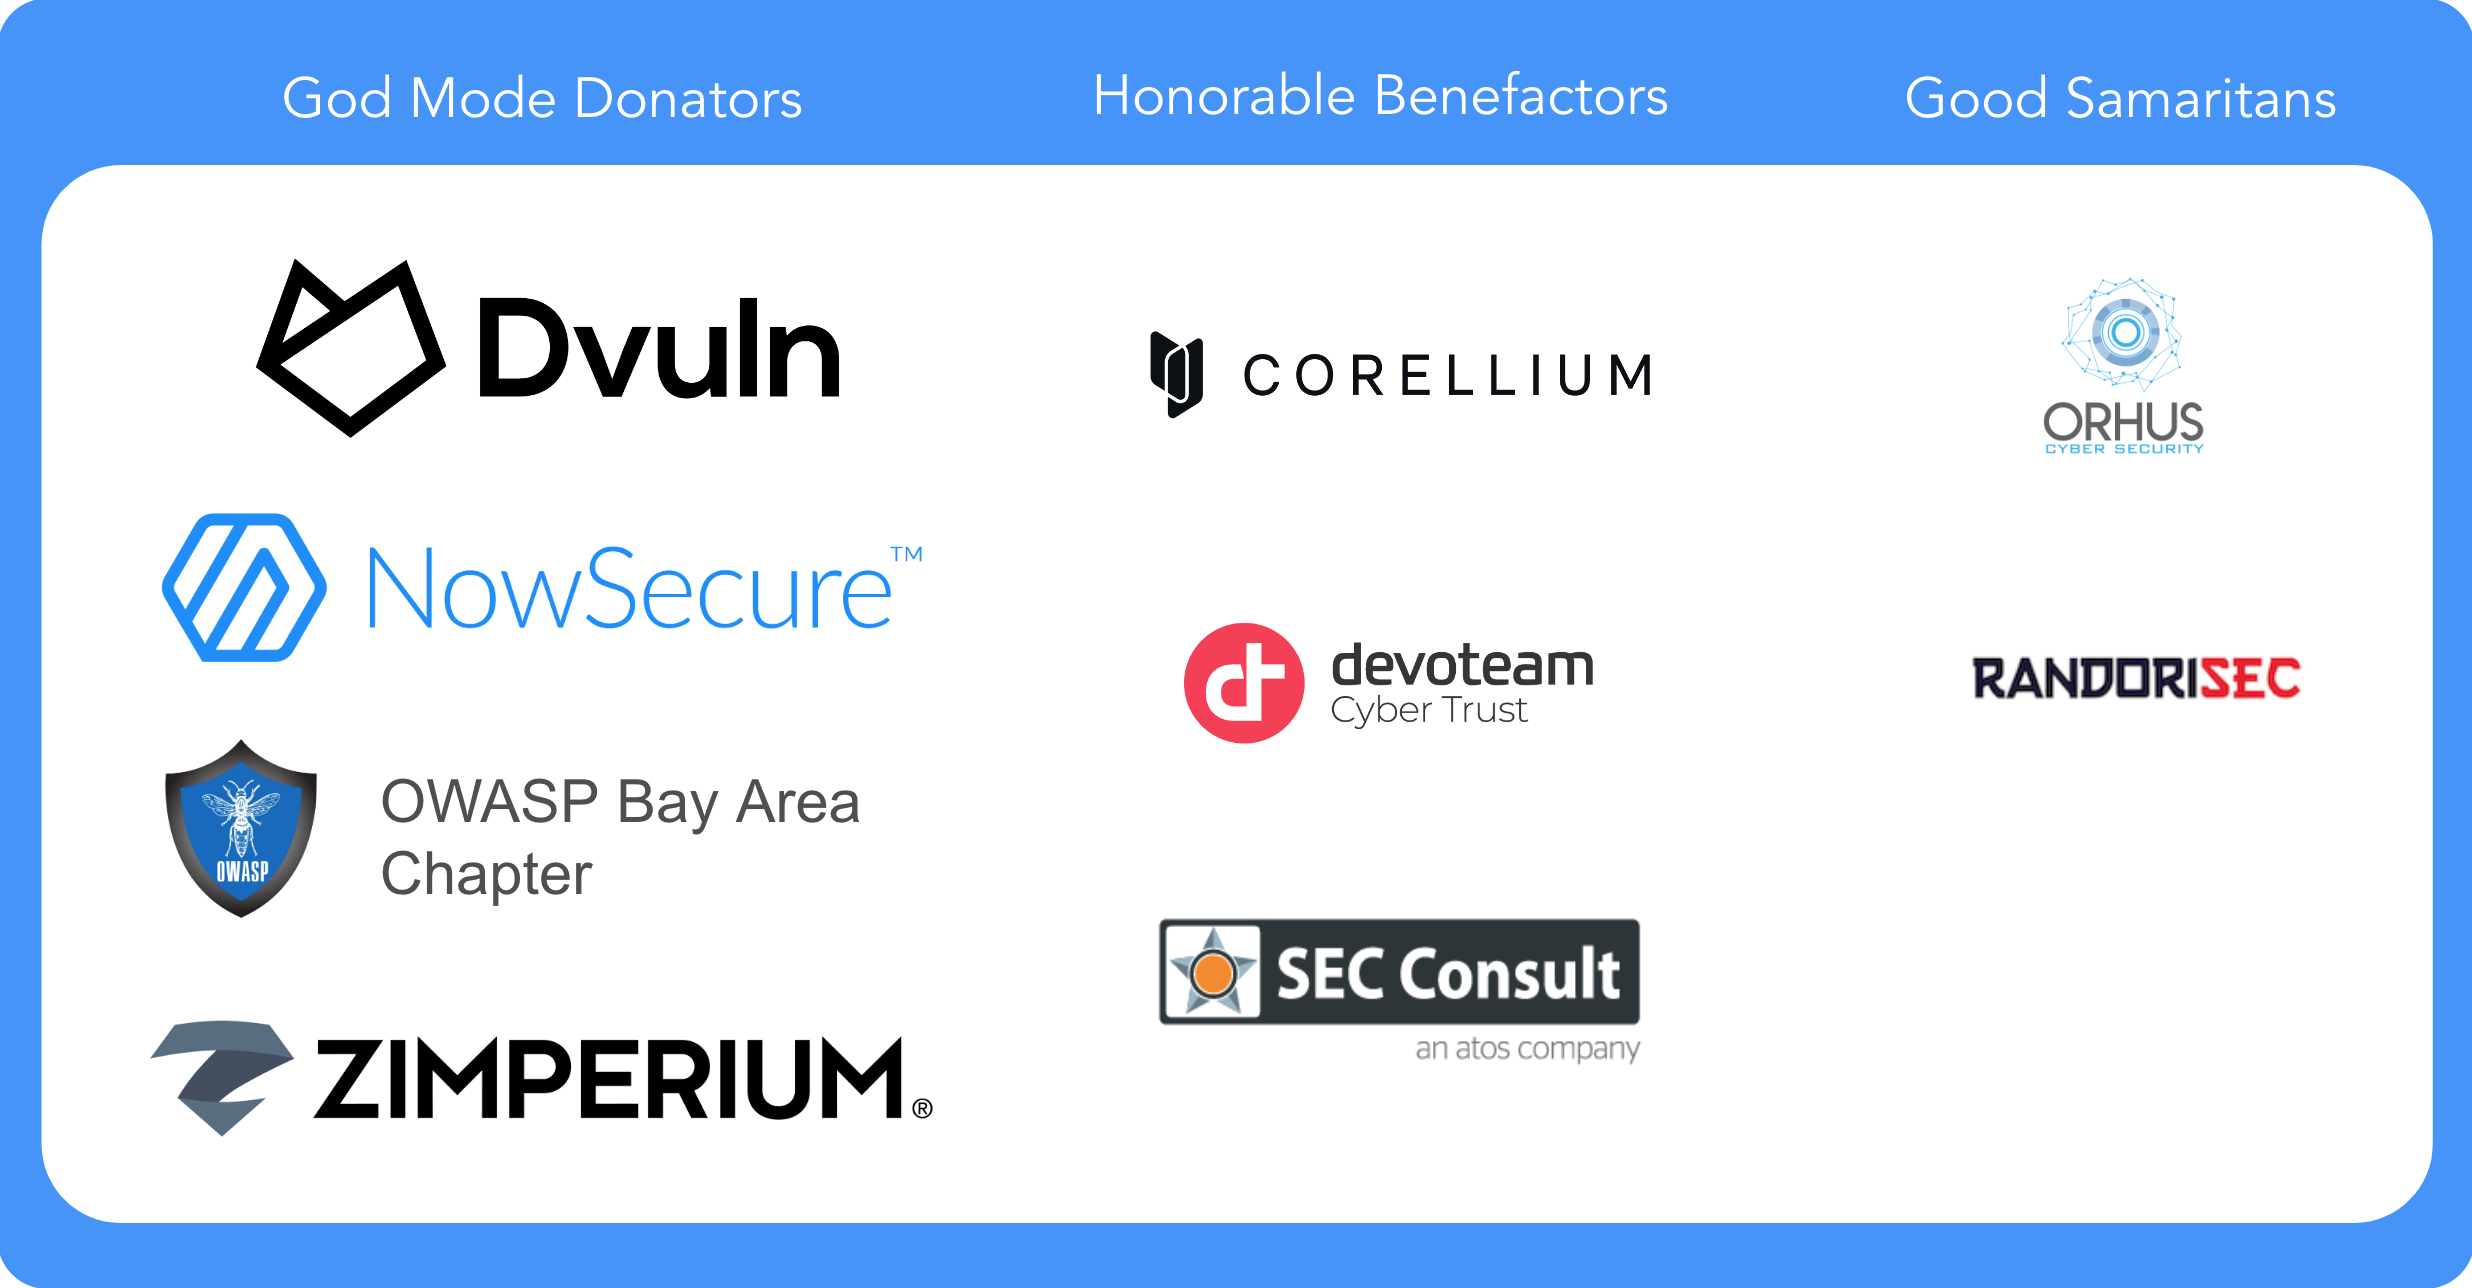 God Mode Donators
Honorable Benefactors
Good Samaritans
Dvuln
NowSecure™
OWASP
OWASP Bay Area
Chapter
ZIMPERIUM®
CORELLIUM
devoteam
Cyber Trust
SEC Consult
an atos company
ORHUS
CYBER SECURITY
RANDORISEC